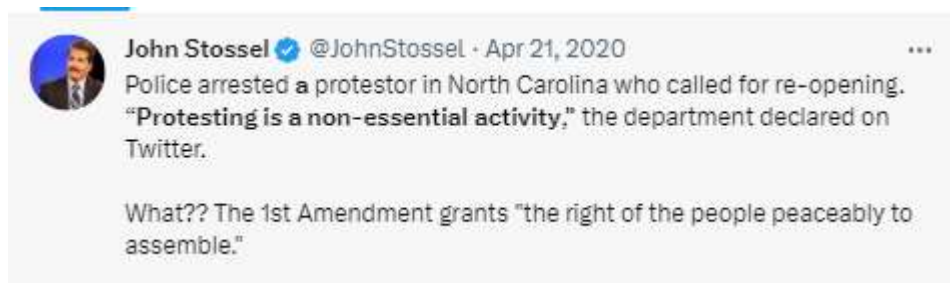 John Stossel @JohnStossel · Apr 21, 2020 ...
Police arrested a protestor in North Carolina who called for re-opening.
“Protesting is a non-essential activity,” the department declared on
Twitter.
What?? The 1st Amendment grants "the right of the people peaceably to
assemble."